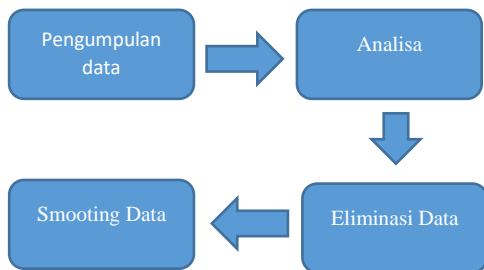 Pengumpulan
data
Analisa
Eliminasi Data
Smooting Data